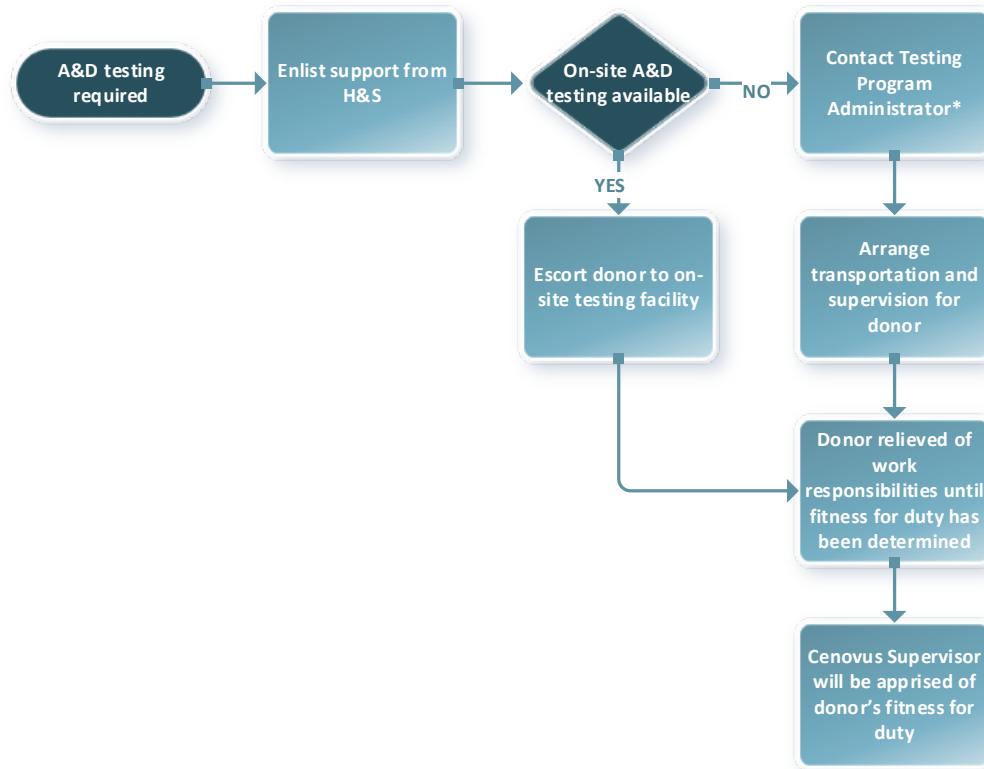 A&D testing
required
Enlist support from
H&S
On-site A&D
testing available
NO
Contact Testing
Program
Administrator*
YES
Escort donor to on-
site testing facility
Arrange
transportation and
supervision for
donor
Donor relieved of
work
responsibilities until
fitness for duty has
been determined
Cenovus Supervisor
will be apprised of
donor's fitness for
duty